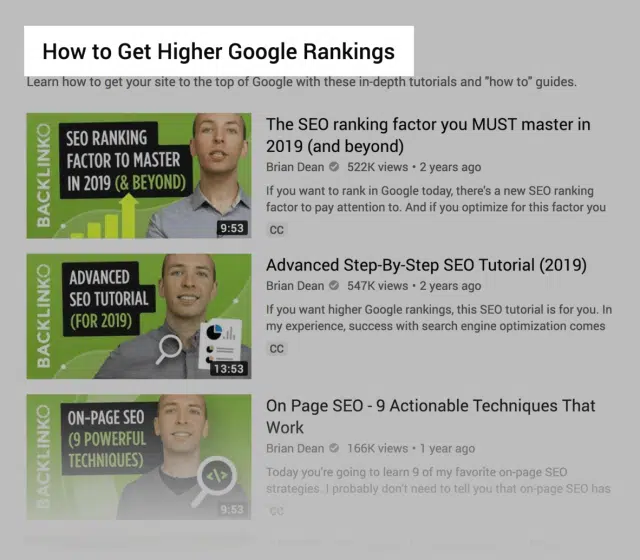 How to Get Higher Google Rankings
Learn how to get your site to the top of Google with these in-depth tutorials and "how to" guides.
BACKLINKO
SEO RANKING
FACTOR TO MASTER
IN 2019 (& BEYOND)
9:53
The SEO ranking factor you MUST master in
2019 (and beyond)
Brian Dean 522K views • 2 years ago
If you want to rank in Google today, there's a new SEO ranking
factor to pay attention to. And if you optimize for this factor you
CC
BACKLINKO
ADVANCED
SEO TUTORIAL
(FOR 2019)
13:53
Advanced Step-By-Step SEO Tutorial (2019)
Brian Dean 547K views • 2 years ago
If you want higher Google rankings, this SEO tutorial is for you. In
my experience, success with search engine optimization comes
CC
BACKLINKO
ON-PAGE SEO
(9 POWERFUL
TECHNIQUES)
</>
9:53
On Page SEO - 9 Actionable Techniques That
Work
Brian Dean 166K views • 1 year ago
Today you're going to learn 9 of my favorite on-page SEO
strategies. I probably don't need to tell you that on-page SEO has
CC